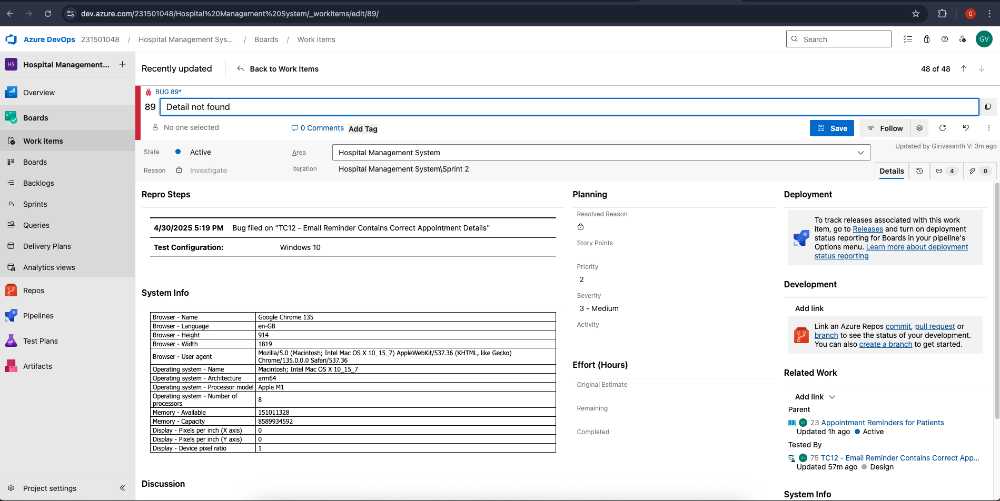 dev.azure.com/231501048/Hospital%20Management%20System/_workitems/edit/89/
G
Azure DevOps 231501048 / Hospital Management Sys... / Boards / Work items
Search
GV
HS Hospital Management... +
Overview
Boards
Work items
Boards
Backlogs
Sprints
Queries
Delivery Plans
Analytics views
Repos
Pipelines
Test Plans
Artifacts
Project settings
Recently updated
Back to Work Items
48 of 48
BUG 89*
89 Detail not found
No one selected
0 Comments
Add Tag
Save
Follow
State Active
Area Hospital Management System
Updated by Girivasanth V: 3m ago
Reason Investigate
Iteration Hospital Management System\Sprint 2
Details
4
0
Repro Steps
4/30/2025 5:19 PM Bug filed on "TC12 - Email Reminder Contains Correct Appointment Details"
Test Configuration: Windows 10
System Info
Browser - Name Google Chrome 135
Browser - Language en-GB
Browser - Height 914
Browser - Width 1819
Browser - User agent Mozilla/5.0 (Macintosh; Intel Mac OS X 10_15_7) AppleWebKit/537.36 (KHTML, like Gecko)
Chrome/135.0.0.0 Safari/537.36
Operating system - Name Macintosh; Intel Mac OS X 10_15_7
Operating system - Architecture arm64
Operating system - Processor model Apple M1
Operating system - Number of
processors 8
Memory - Available 151011328
Memory - Capacity 8589934592
Display - Pixels per inch (X axis) 0
Display - Pixels per inch (Y axis) 0
Display - Device pixel ratio 1
Discussion
Planning
Resolved Reason
Story Points
Priority
2
Severity
3 - Medium
Activity
Effort (Hours)
Original Estimate
Remaining
Completed
Deployment
To track releases associated with this work
item, go to Releases and turn on deployment
status reporting for Boards in your pipeline's
Options menu. Learn more about deployment
status reporting
Development
Add link
Link an Azure Repos commit, pull request or
branch to see the status of your development.
You can also create a branch to get started.
Related Work
Add link
Parent
GV 23 Appointment Reminders for Patients
Updated 1h ago Active
Tested By
GV 75 TC12 - Email Reminder Contains Correct App...
Updated 57m ago Design
System Info